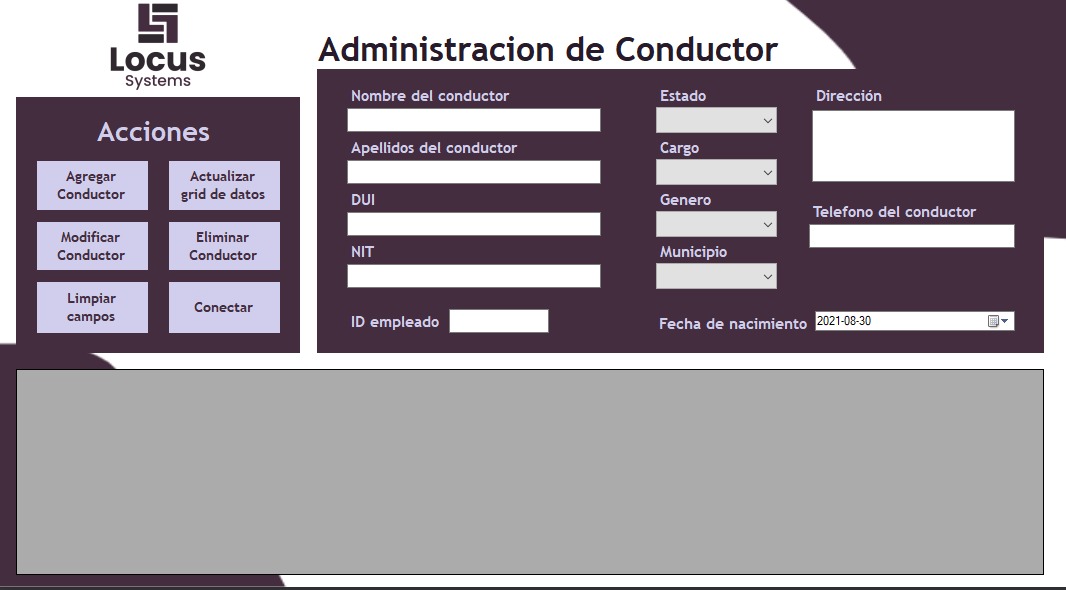 Locus
Systems
Administracion de Conductor
Acciones
Agregar
Conductor
Actualizar
grid de datos
Modificar
Conductor
Eliminar
Conductor
Limpiar
campos
Conectar
Nombre del conductor
Apellidos del conductor
DUI
NIT
ID empleado
Estado
Cargo
Genero
Municipio
Dirección
Telefono del conductor
Fecha de nacimiento
2021-08-30